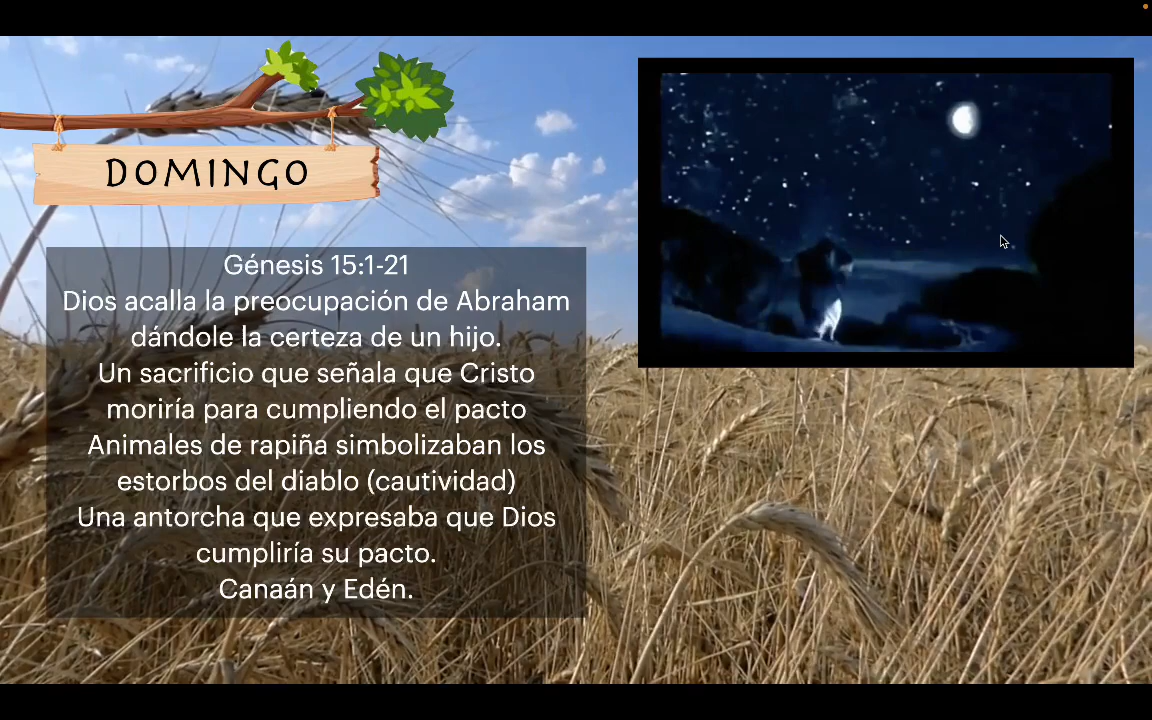 DOMINGO
Génesis 15:1-21
Dios acalla la preocupación de Abraham
dándole la certeza de un hijo.
Un sacrificio que señala que Cristo
moriría para cumpliendo el pacto
Animales de rapiña simbolizaban los
estorbos del diablo (cautividad)
Una antorcha que expresaba que Dios
cumpliría su pacto.
Canaán y Edén.